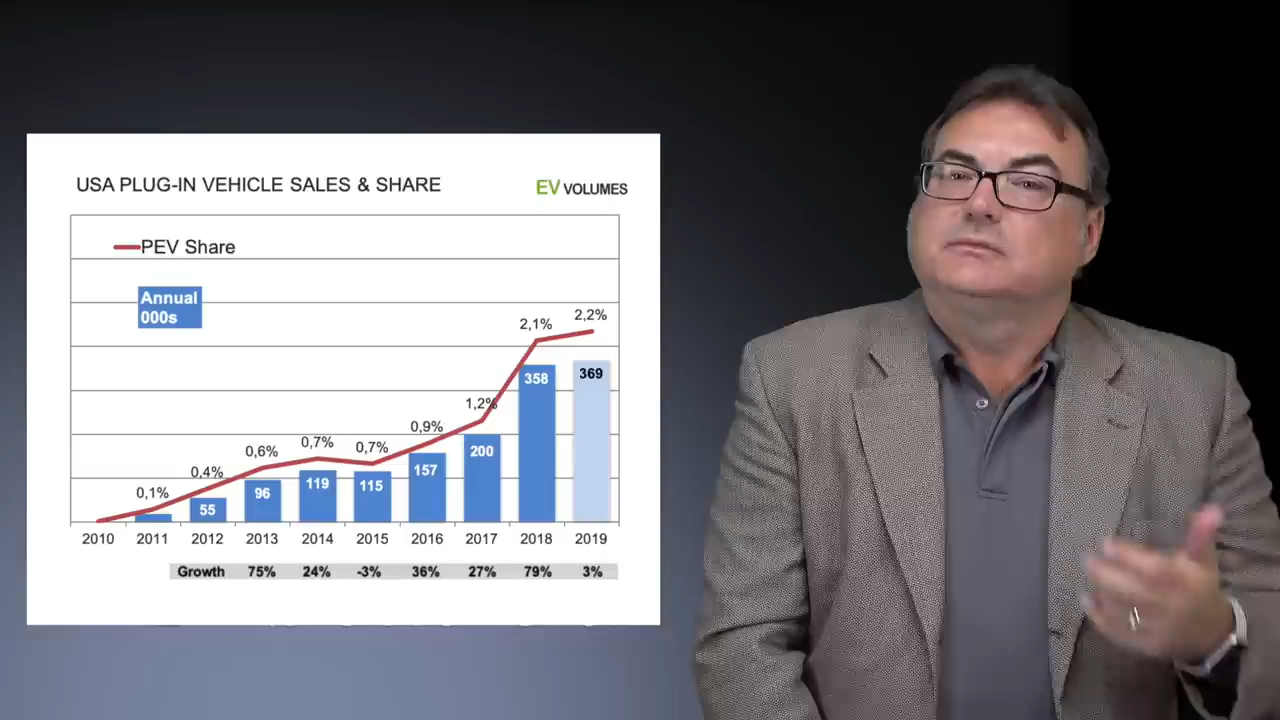 USA PLUG-IN VEHICLE SALES & SHARE
EV VOLUMES
PEV Share
Annual
000s
2,1% 2,2%
358 369
1,2%
0,9%
0,7% 0,7%
0,6%
0,4%
0,1%
55 96 119 115 157 200
2010 2011 2012 2013 2014 2015 2016 2017 2018 2019
Growth 75% 24% -3% 36% 27% 79% 3%